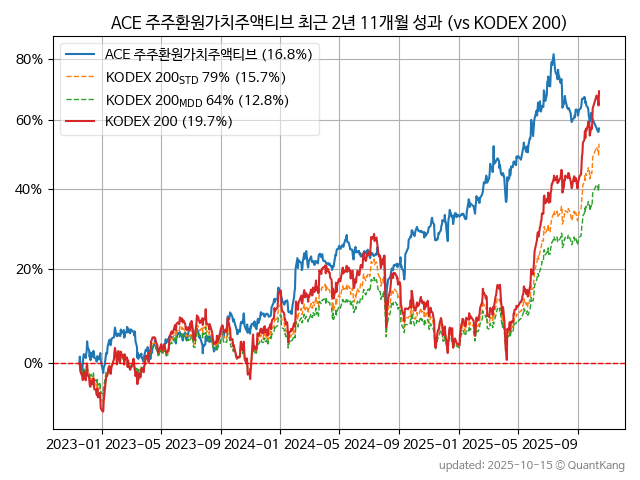 ACE 주주환원가치주액티브 최근 2년 11개월 성과 (vs KODEX 200)
ACE 주주환원가치주액티브 (16.8%)
KODEX 200STD 79% (15.7%)
KODEX 200MDD 64% (12.8%)
KODEX 200 (19.7%)
80%
60%
40%
20%
0%
2023-01 2023-05 2023-09 2024-01 2024-05 2024-09 2025-01 2025-05 2025-09
updated: 2025-10-15 © QuantKang